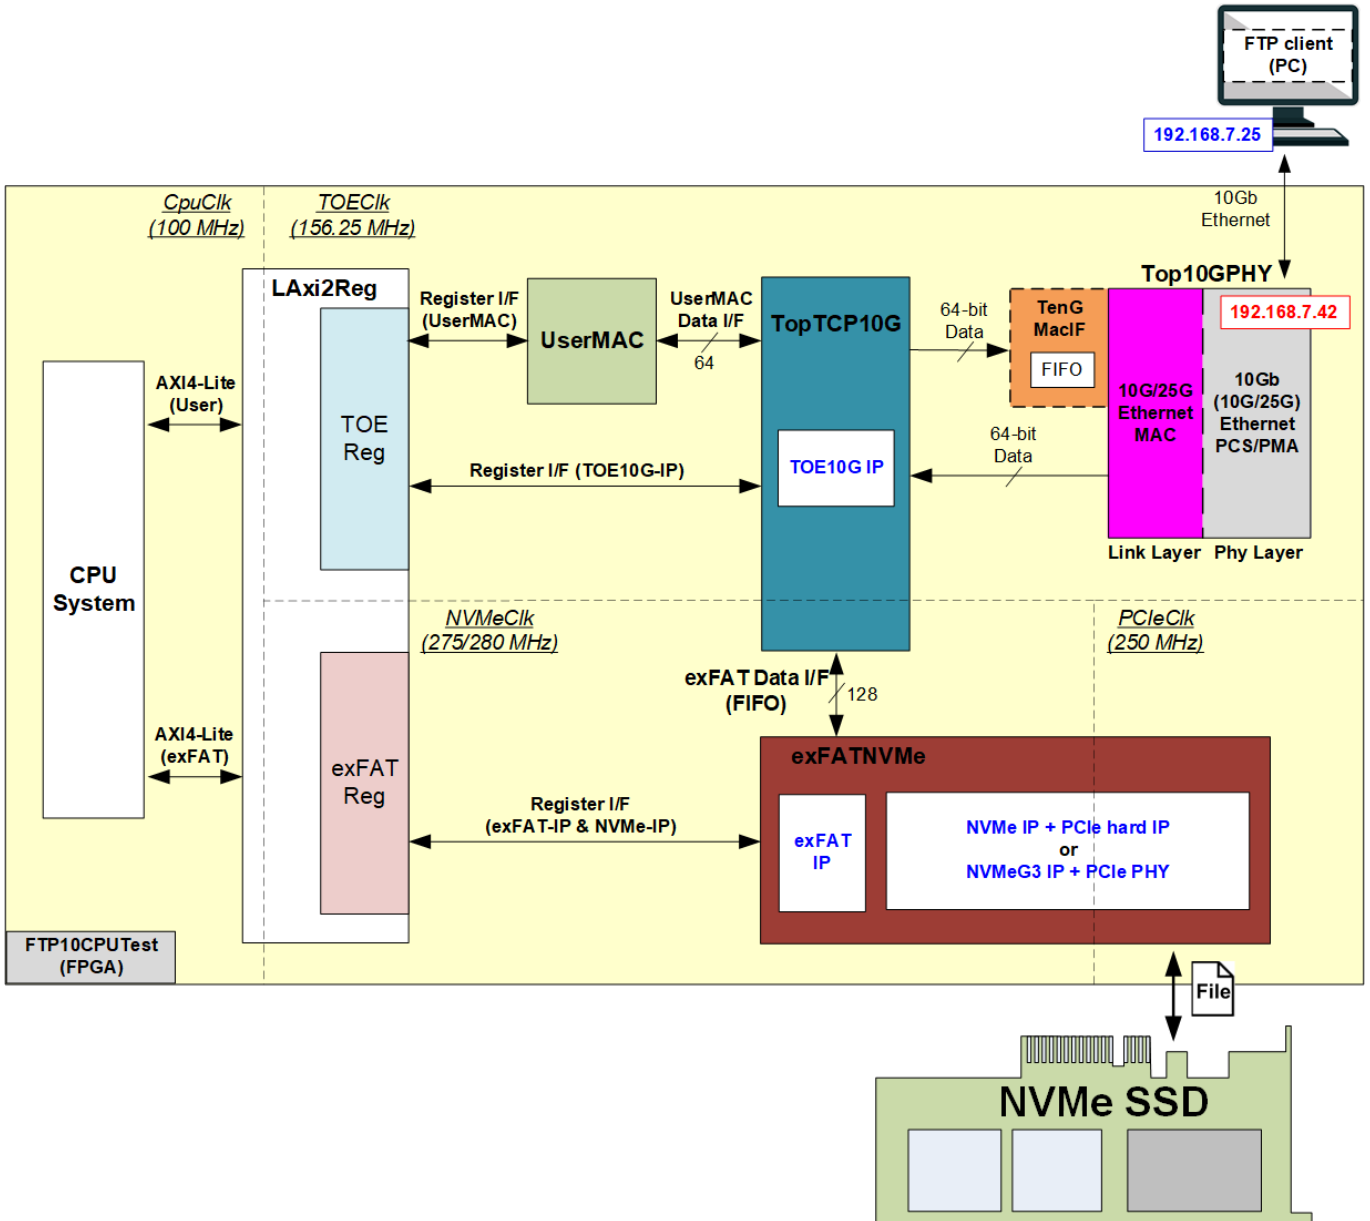 FTP client
(PC)
192.168.7.25
10Gb
Ethernet
CpuClk
(100 MHz)
TOEClk
(156.25 MHz)
LAxi2Reg
Register I/F
(UserMAC)
UserMAC
UserMAC
Data I/F
64
TopTCP10G
64-bit
Data
TenG
MacIF
FIFO
Top10GPHY
192.168.7.42
10G/25G
Ethernet
MAC
10Gb
(10G/25G)
Ethernet
PCS/PMA
AXI4-Lite
(User)
TOE
Reg
Register I/F (TOE10G-IP)
TOE10G IP
64-bit
Data
Link Layer
Phy Layer
CPU
System
NVMeClk
(275/280 MHz)
PCIeClk
(250 MHz)
exFAT Data I/F
(FIFO)
128
AXI4-Lite
(exFAT)
exFAT
Reg
Register I/F
(exFAT-IP & NVMe-IP)
exFATNVMe
exFAT
IP
NVMe IP + PCIe hard IP
or
NVMeG3 IP + PCIe PHY
FTP10CPUTest
(FPGA)
File
NVMe SSD